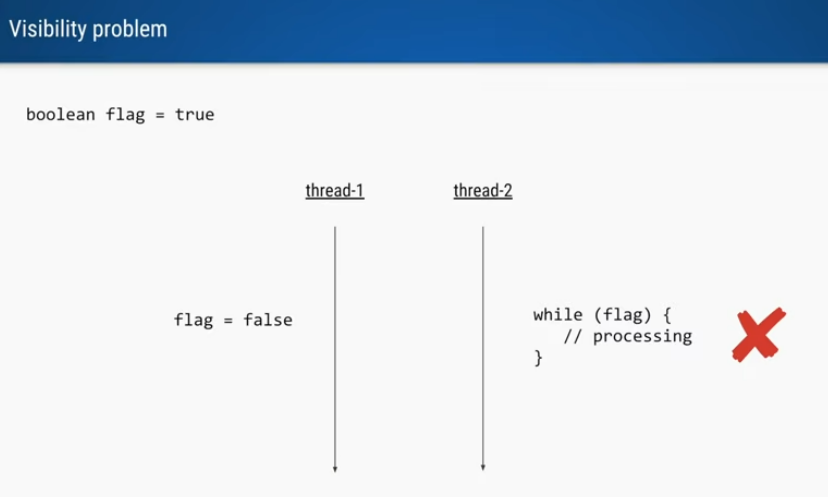 Visibility problem
boolean flag = true
thread-1
thread-2
flag = false
while (flag) {
// processing
}